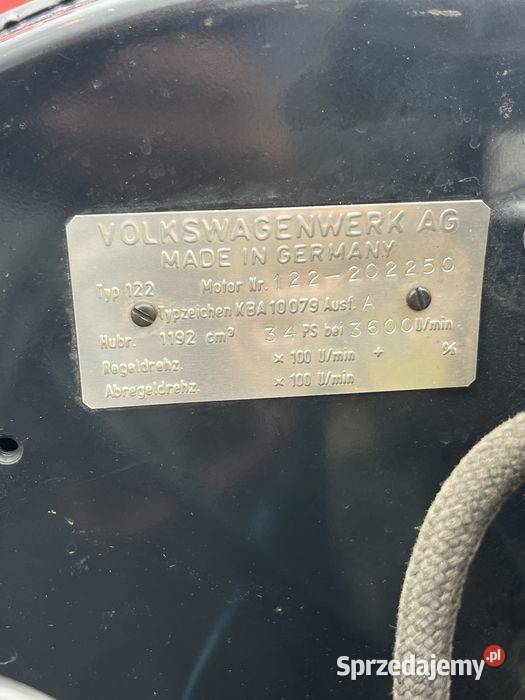 VOLKSWAGENWERK AG
MADE IN GERMANY
Typ 122 Motor Nr. 122-202250
Typzeichen KBA 10079 Ausf. A
Hubr. 1192 cm³ 34 PS bei 3600 U/min
Regeldrehz. × 100 U/min + %
Abregeldrehz. × 100 U/min
Sprzedajemy.pl